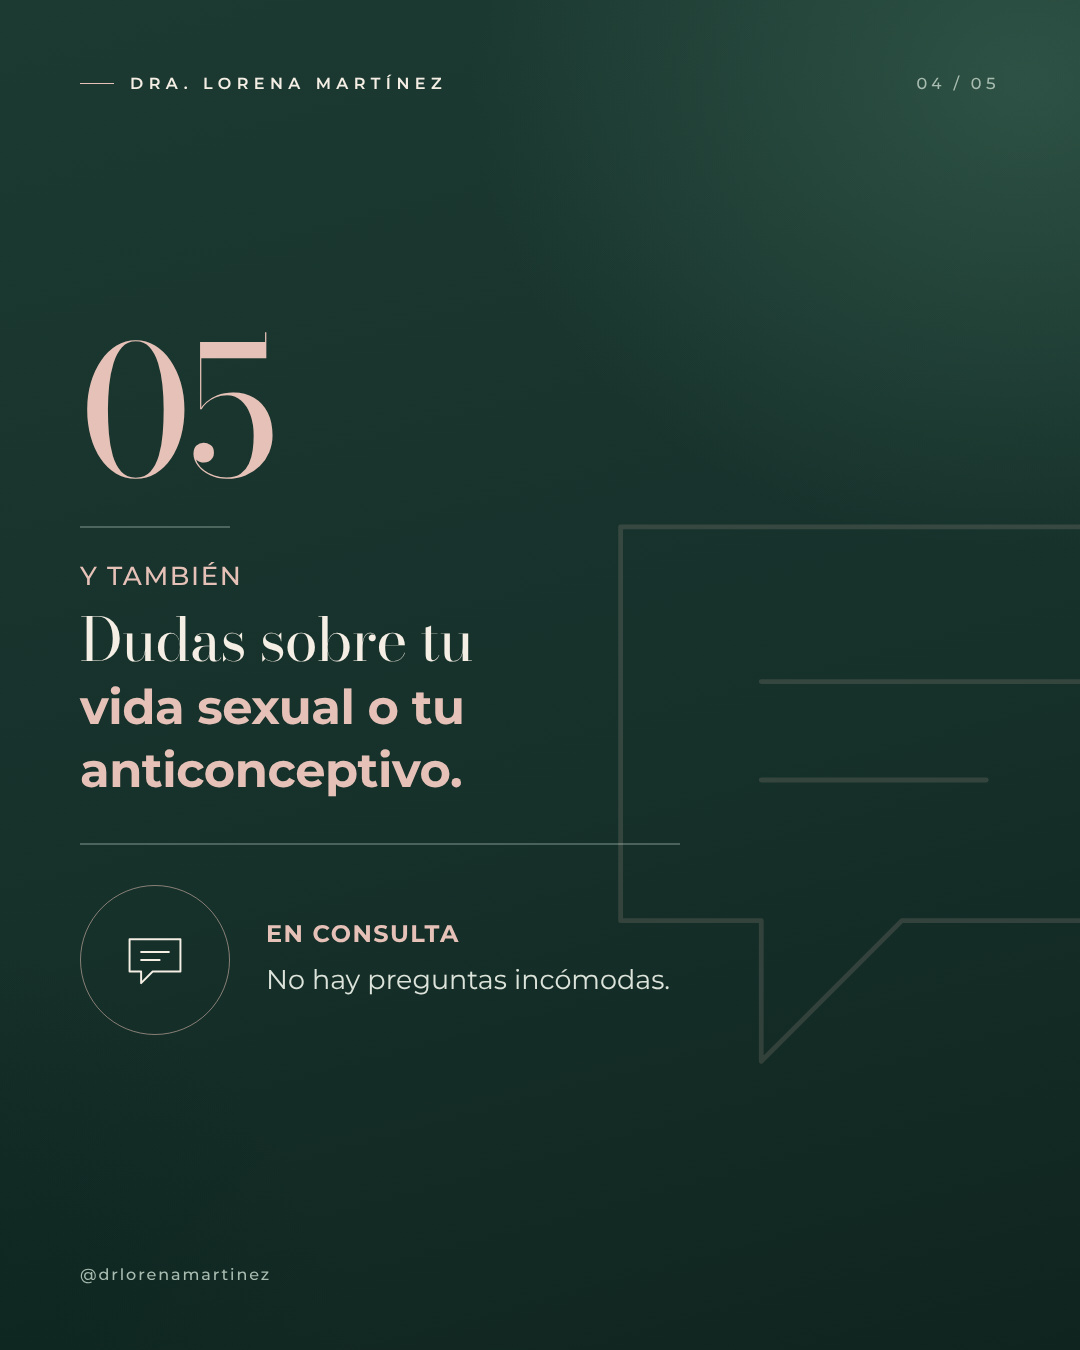 DRA. LORENA MARTÍNEZ
04 / 05
05
Y TAMBIÉN
Dudas sobre tu
vida sexual o tu
anticonceptivo.
EN CONSULTA
No hay preguntas incómodas.
@drlorenamartinez